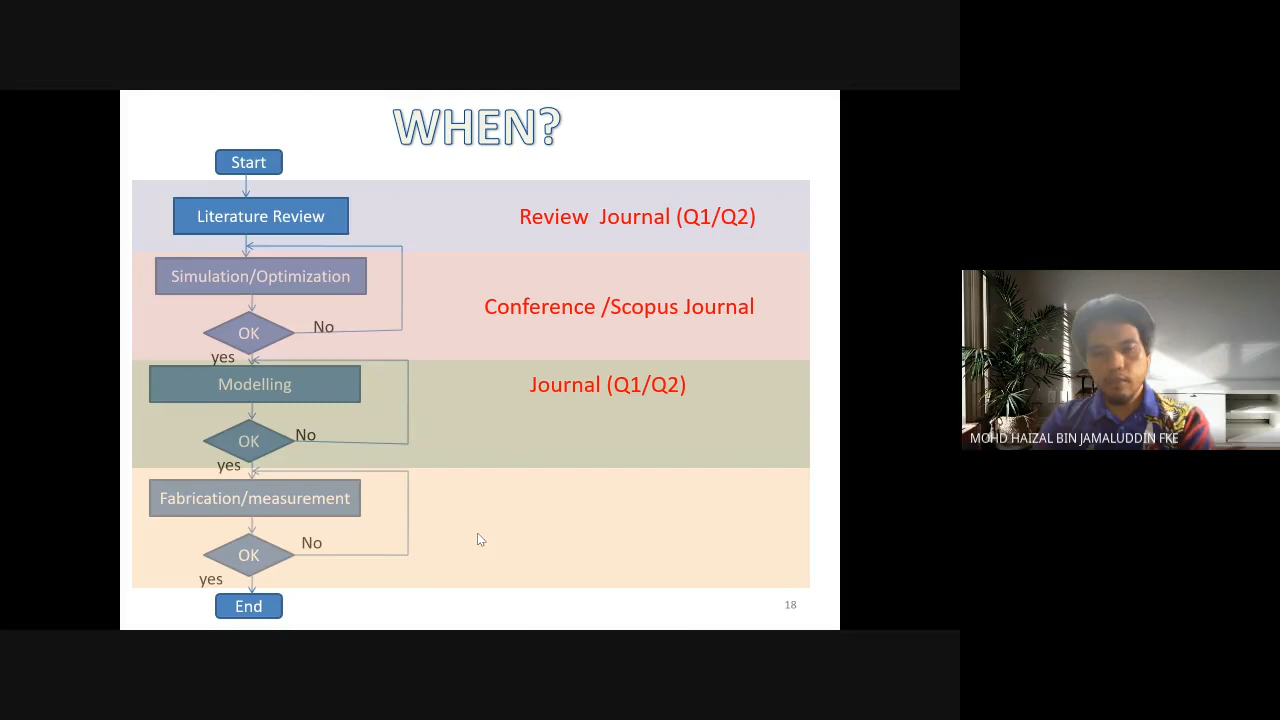 WHEN?
Start
Literature Review
Review Journal (Q1/Q2)
Simulation/Optimization
Conference /Scopus Journal
OK
No
yes
Modelling
Journal (Q1/Q2)
OK
No
yes
Fabrication/measurement
OK
No
yes
End
18
MOHD HAIZAL BIN JAMALUDDIN FKE